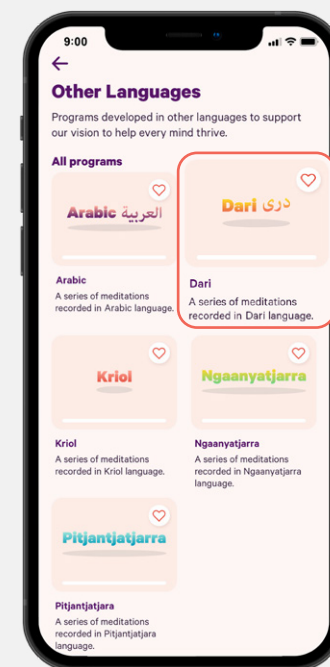 9:00
Other Languages
Programs developed in other languages to support
our vision to help every mind thrive.
All programs
Arabic العربية
Arabic
A series of meditations
recorded in Arabic language.
Dari دری
Dari
A series of meditations
recorded in Dari language.
Kriol
Kriol
A series of meditations
recorded in Kriol language.
Ngaanyatjarra
Ngaanyatjarra
A series of meditations
recorded in Ngaanyatjarra
language.
Pitjantjatjarra
Pitjantjatjara
A series of meditations
recorded in Pitjantjatjara
language.